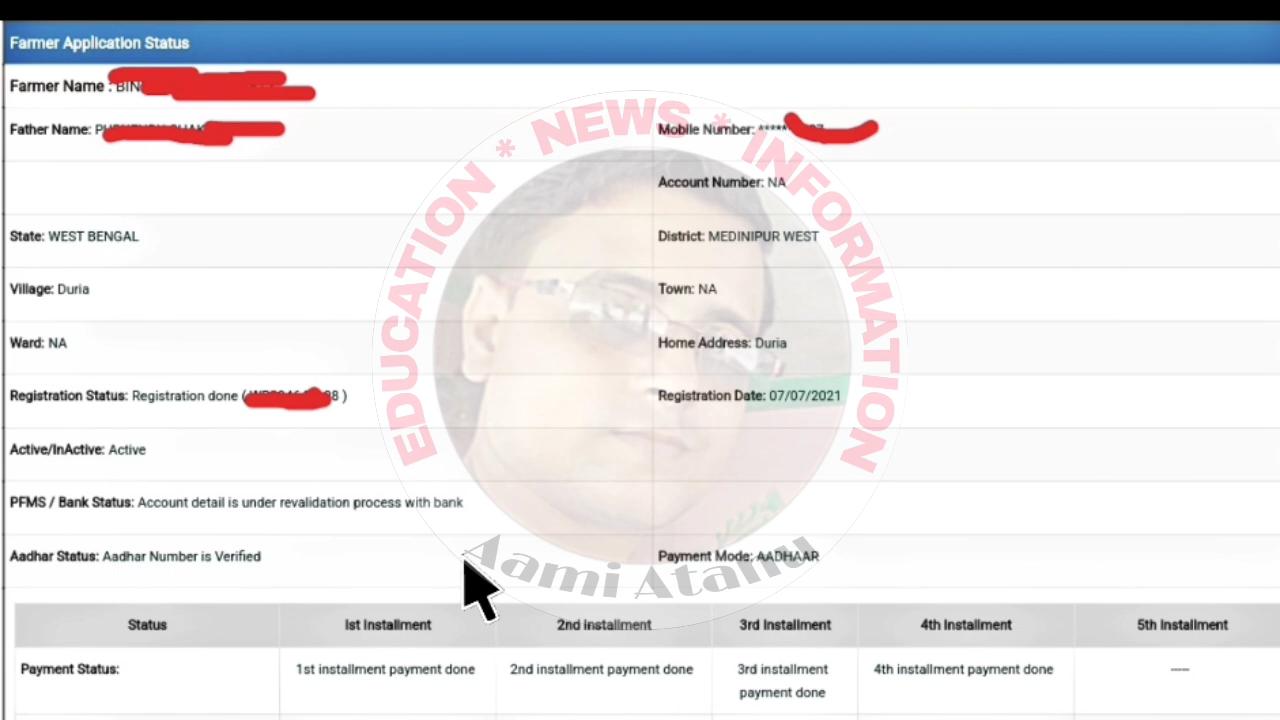 Farmer Application Status
Farmer Name : BIN
Father Name:
Mobile Number: *****
Account Number: NA
State: WEST BENGAL
District: MEDINIPUR WEST
Village: Duria
Town: NA
Ward: NA
Home Address: Duria
Registration Status: Registration done ( 8 )
Registration Date: 07/07/2021
Active/InActive: Active
PFMS / Bank Status: Account detail is under revalidation process with bank
Aadhar Status: Aadhar Number is Verified
Payment Mode: AADHAAR
Status
Ist Installment
2nd installment
3rd Installment
4th Installment
5th Installment
Payment Status:
1st installment payment done
2nd installment payment done
3rd installment
payment done
4th installment payment done
----
EDUCATION * NEWS * INFORMATION
Aami Atanu